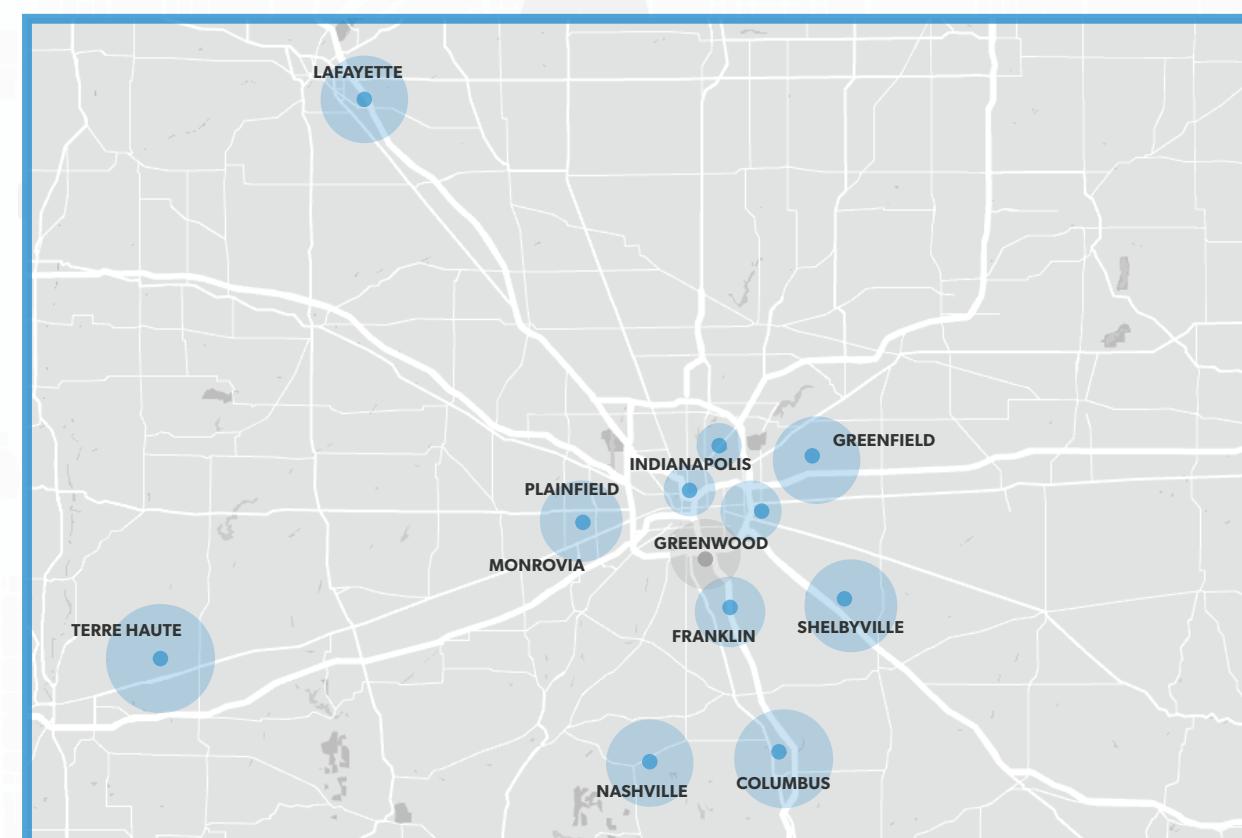 LAFAYETTE
GREENFIELD
INDIANAPOLIS
PLAINFIELD
GREENWOOD
MONROVIA
SHELBYVILLE
TERRE HAUTE
FRANKLIN
COLUMBUS
NASHVILLE